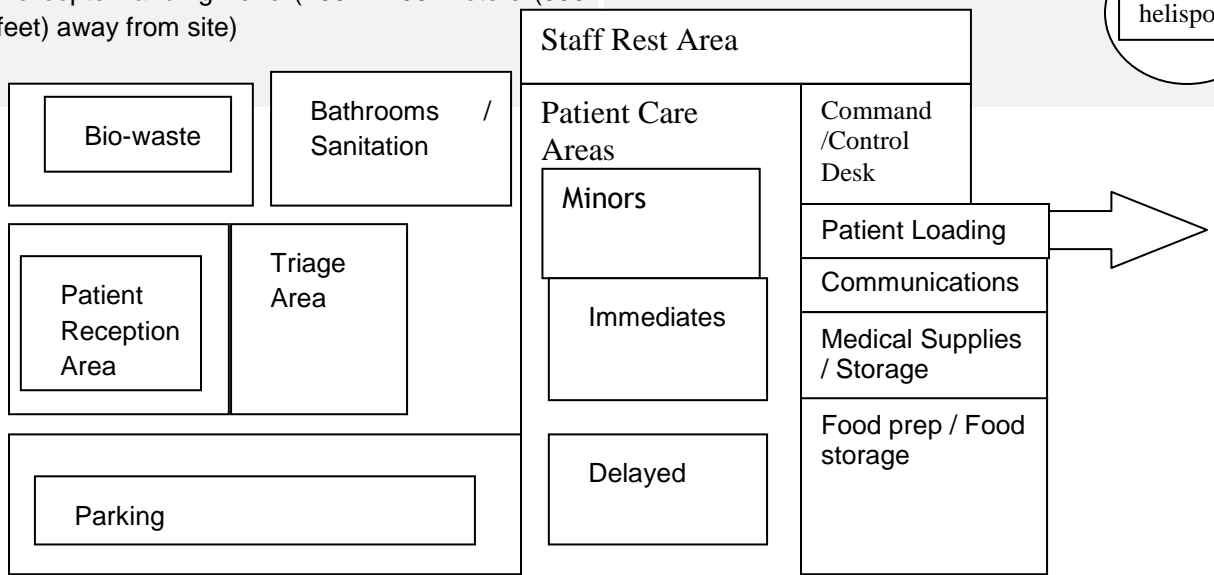 feet) away from site)
helispo
Staff Rest Area
Bio-waste
Bathrooms /
Sanitation
Patient Care
Areas
Command
/Control
Desk
Minors
Patient Loading
Patient
Reception
Area
Triage
Area
Immediates
Communications
Medical Supplies
/ Storage
Food prep / Food
storage
Delayed
Parking